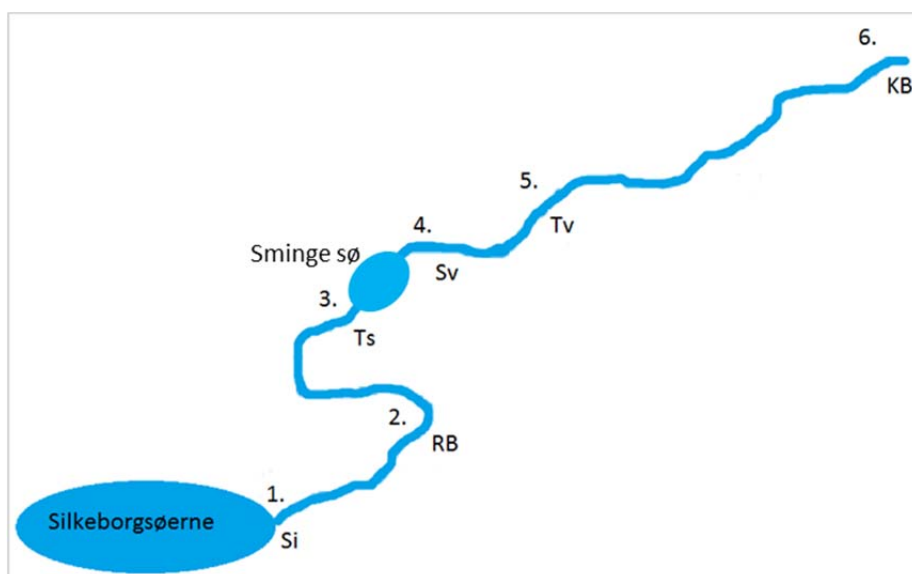 6.
KB
5.
Tv
4.
Sminge sø
Sv
3.
Ts
2.
RB
1.
Silkeborgsøerne
Si